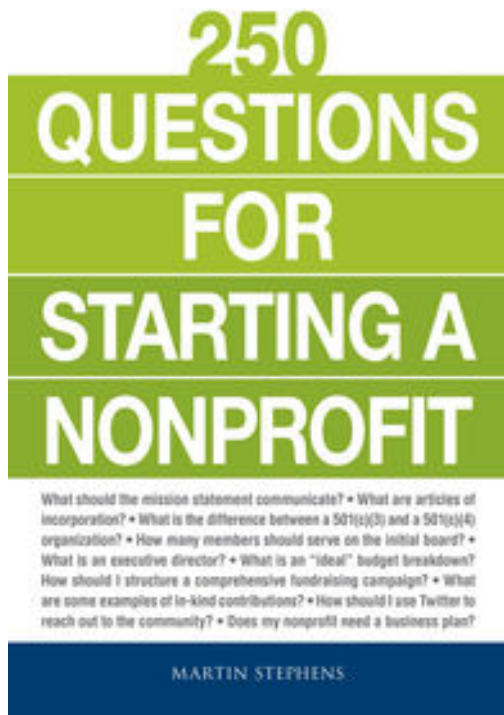 250
QUESTIONS
FOR
STARTING A
NONPROFIT
What should the mission statement communicate? • What are articles of
incorporation? • What is the difference between a 501(c)(3) and a 501(c)(4)
organization? • How many members should serve on the initial board? •
What is an executive director? • What is an “ideal” budget breakdown?
How should I structure a comprehensive fundraising campaign? • What
are some examples of in-kind contributions? • How should I use Twitter to
reach out to the community? • Does my nonprofit need a business plan?
MARTIN STEPHENS